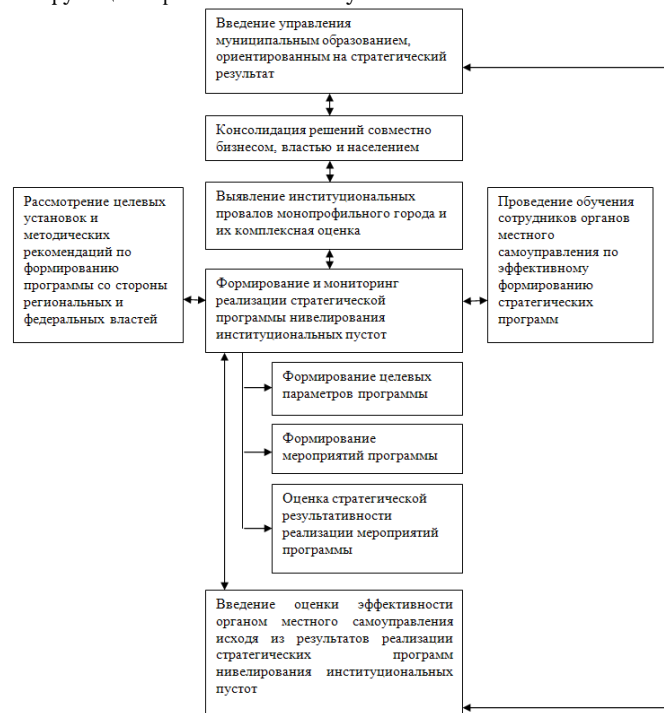 Введение управления
муниципальным образованием,
ориентированным на стратегический
результат
Консолидация решений совместно
бизнесом, властью и населением
Выявление институциональных
провалов монопрофильного города и
их комплексная оценка
Рассмотрение целевых
установок и
методических
рекомендаций по
формированию
программы со стороны
региональных и
федеральных властей
Формирование и мониторинг
реализации стратегической
программы нивелирования
институциональных пустот
Проведение обучения
сотрудников органов
местного
самоуправления по
эффективному
формированию
стратегических
программ
Формирование целевых
параметров программы
Формирование
мероприятий программы
Оценка стратегической
результативности
реализации мероприятий
программы
Введение оценки эффективности
органом местного самоуправления
исходя из результатов реализации
стратегических программ
нивелирования институциональных
пустот